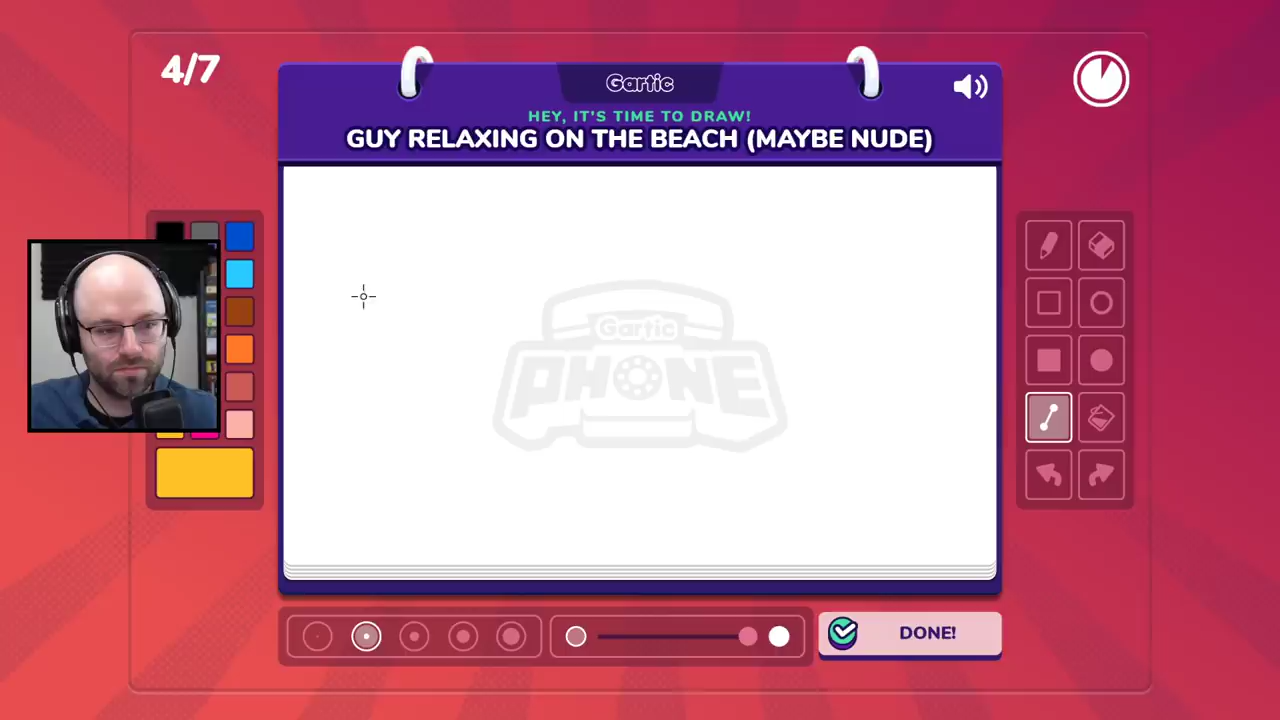 4/7
Gartic
HEY, IT'S TIME TO DRAW!
GUY RELAXING ON THE BEACH (MAYBE NUDE)
Gartic
PHONE
DONE!